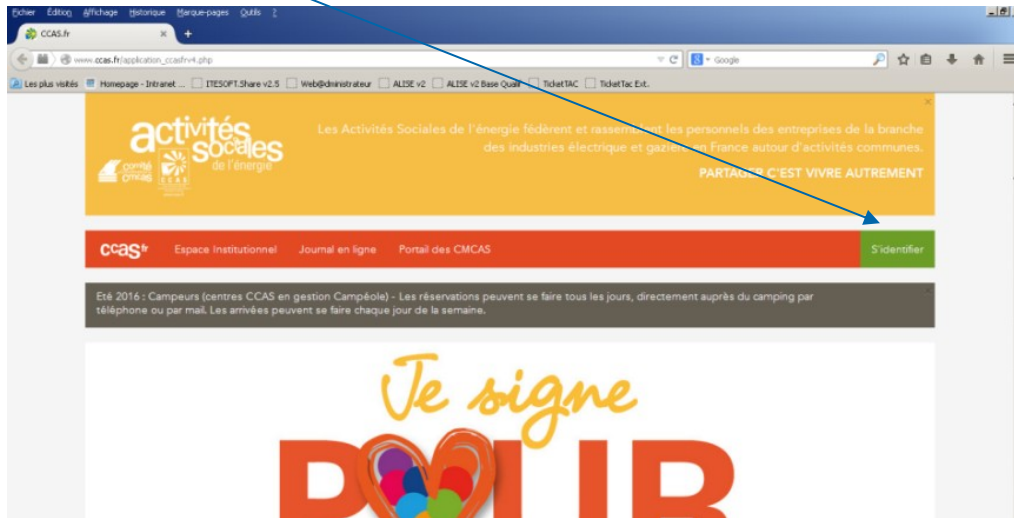 Fichier Édition Affichage Historique Marque-pages Outils ?
CCAS.fr × +
www.ccas.fr/application_ccasfrv4.php
Google
Les plus visités Homepage - Intranet ... ITESOFT.Share v2.5 Web@dministrateur ALISE v2 ALISE v2 Base Qualif TicketTAC TicketTac Ext.
activités
sociales
de l'énergie
comité
CCAS
Les Activités Sociales de l'énergie fédèrent et rassemblent les personnels des entreprises de la branche
des industries électrique et gazière en France autour d'activités communes.
PARTAGER C'EST VIVRE AUTREMENT
ccas fr Espace Institutionnel Journal en ligne Portail des CMCAS S'identifier
Eté 2016 : Campeurs (centres CCAS en gestion Campéole) - Les réservations peuvent se faire tous les jours, directement auprès du camping par
téléphone ou par mail. Les arrivées peuvent se faire chaque jour de la semaine.
Je signe
POUR